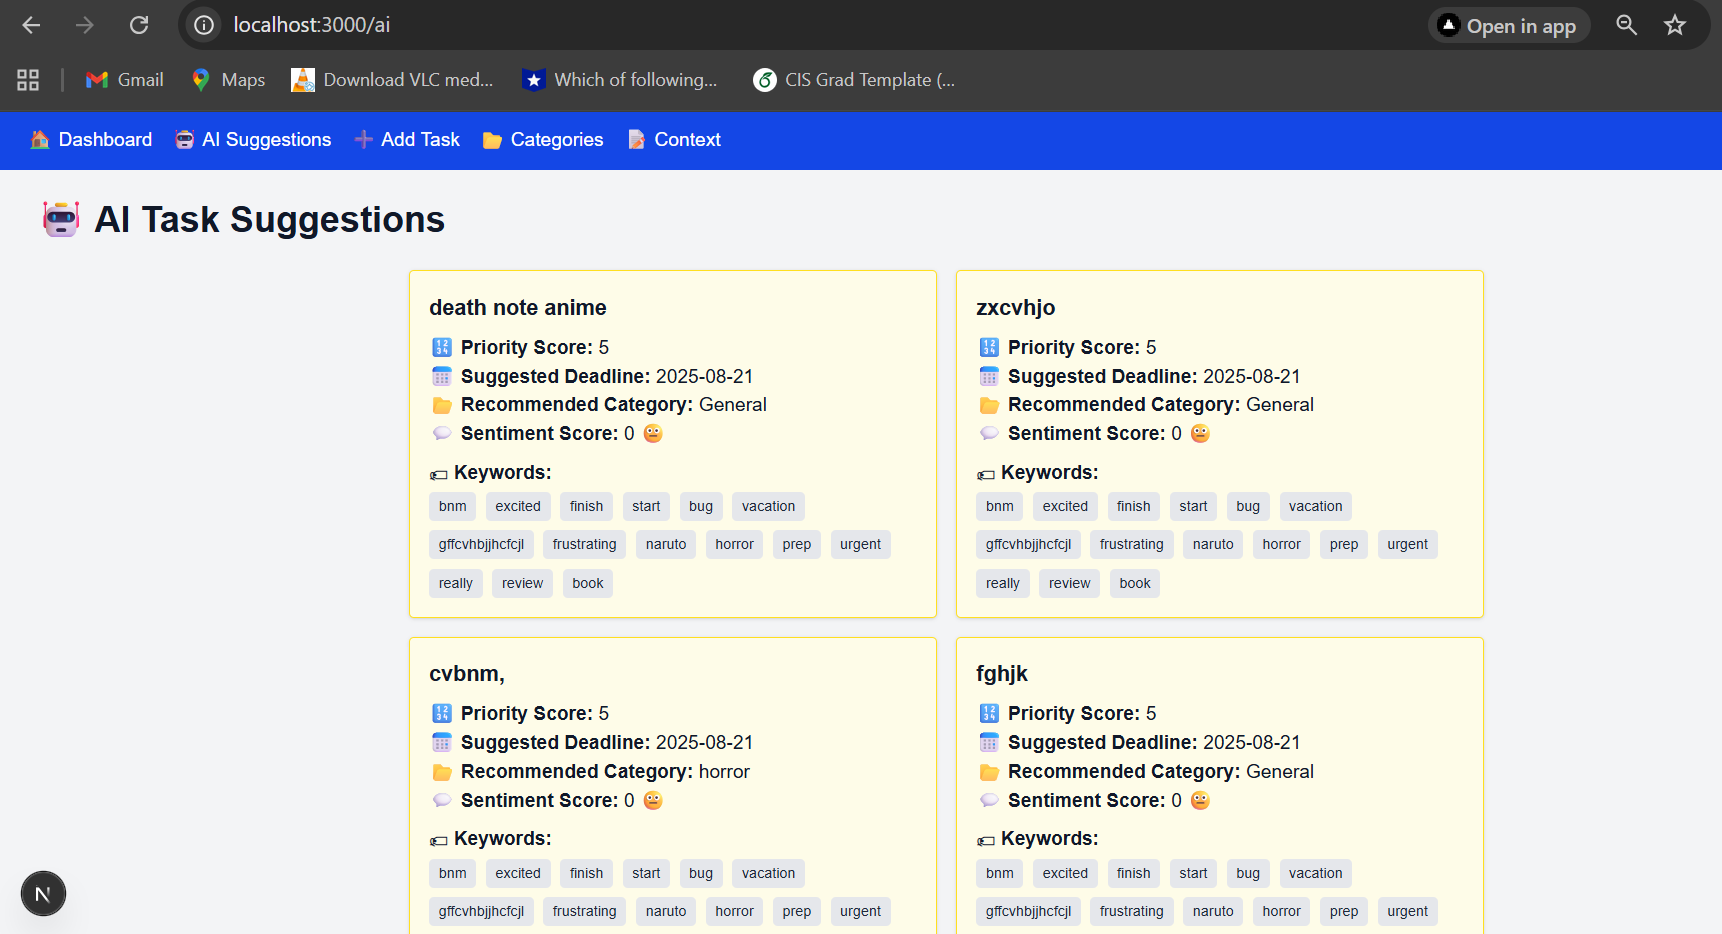 localhost:3000/ai
Open in app
Gmail
Maps
Download VLC med...
Which of following...
CIS Grad Template (...
Dashboard
AI Suggestions
Add Task
Categories
Context
AI Task Suggestions
death note anime
Priority Score: 5
Suggested Deadline: 2025-08-21
Recommended Category: General
Sentiment Score: 0
Keywords:
bnm excited finish start bug vacation
gffcvhbjjhcfcjl frustrating naruto horror prep urgent
really review book
zxcvhjo
Priority Score: 5
Suggested Deadline: 2025-08-21
Recommended Category: General
Sentiment Score: 0
Keywords:
bnm excited finish start bug vacation
gffcvhbjjhcfcjl frustrating naruto horror prep urgent
really review book
cvbnm,
Priority Score: 5
Suggested Deadline: 2025-08-21
Recommended Category: horror
Sentiment Score: 0
Keywords:
bnm excited finish start bug vacation
gffcvhbjjhcfcjl frustrating naruto horror prep urgent
fghjk
Priority Score: 5
Suggested Deadline: 2025-08-21
Recommended Category: General
Sentiment Score: 0
Keywords:
bnm excited finish start bug vacation
gffcvhbjjhcfcjl frustrating naruto horror prep urgent
N